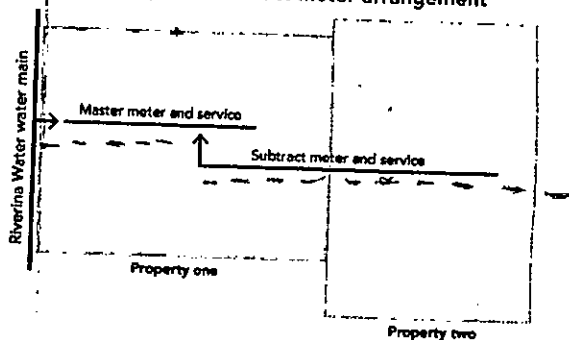 meter arrangement
Riverina Water water main
Master meter and service
Subtract meter and service
Property one
Property two